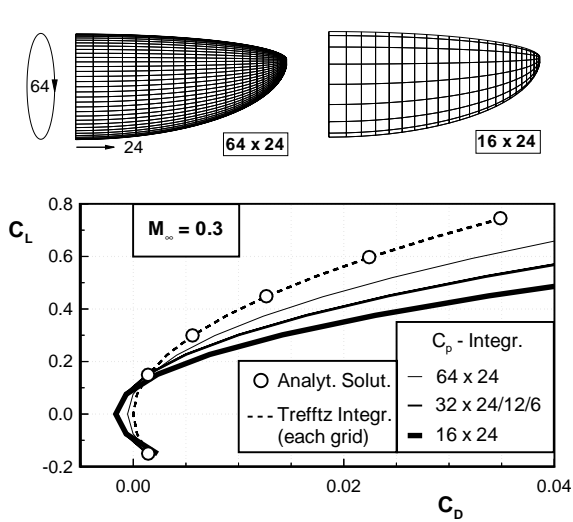 64
24
64 x 24
16 x 24
0.8
0.6
0.4
0.2
0.0
-0.2
C_L
M_∞ = 0.3
C_p - Integr.
64 x 24
32 x 24/12/6
16 x 24
Analyt. Solut.
Trefftz Integr.
(each grid)
0.00
0.02
0.04
C_D